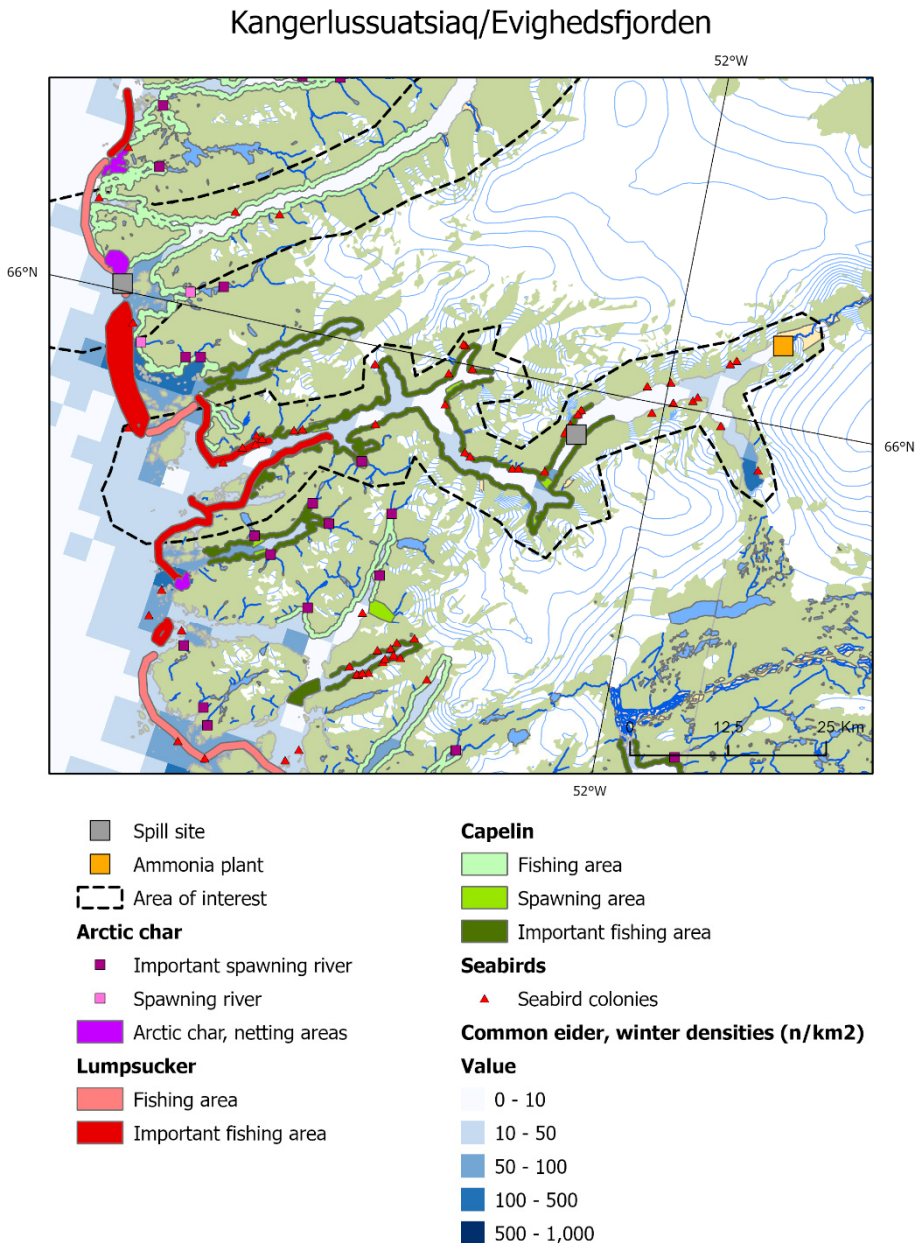 Kangerlussuatsiaq/Evighedsfjorden
52°W
66°N
66°N
0 12,5 25 Km
52°W
Spill site
Ammonia plant
Area of interest
Arctic char
Important spawning river
Spawning river
Arctic char, netting areas
Lumpsucker
Fishing area
Important fishing area
Capelin
Fishing area
Spawning area
Important fishing area
Seabirds
Seabird colonies
Common eider, winter densities (n/km2)
Value
0 - 10
10 - 50
50 - 100
100 - 500
500 - 1,000